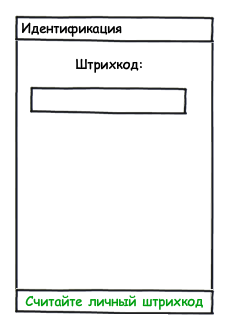 Идентификация
Штрихкод:
Считайте личный штрихкод